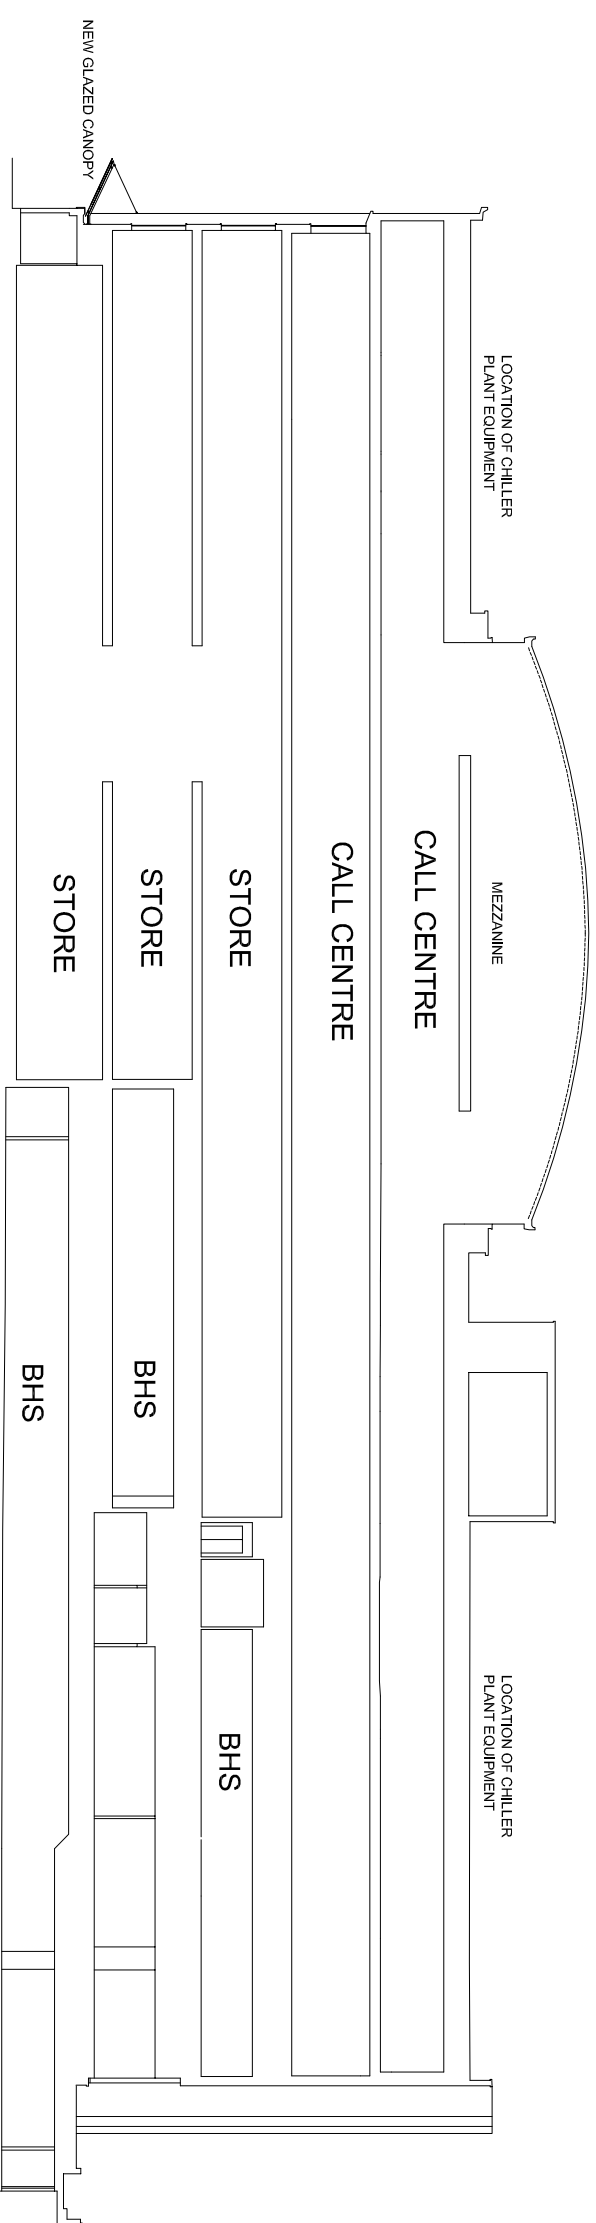 NEW GLAZED CANOPY
LOCATION OF CHILLER
PLANT EQUIPMENT
MEZZANINE
CALL CENTRE
CALL CENTRE
STORE
STORE
STORE
BHS
BHS
BHS
LOCATION OF CHILLER
PLANT EQUIPMENT